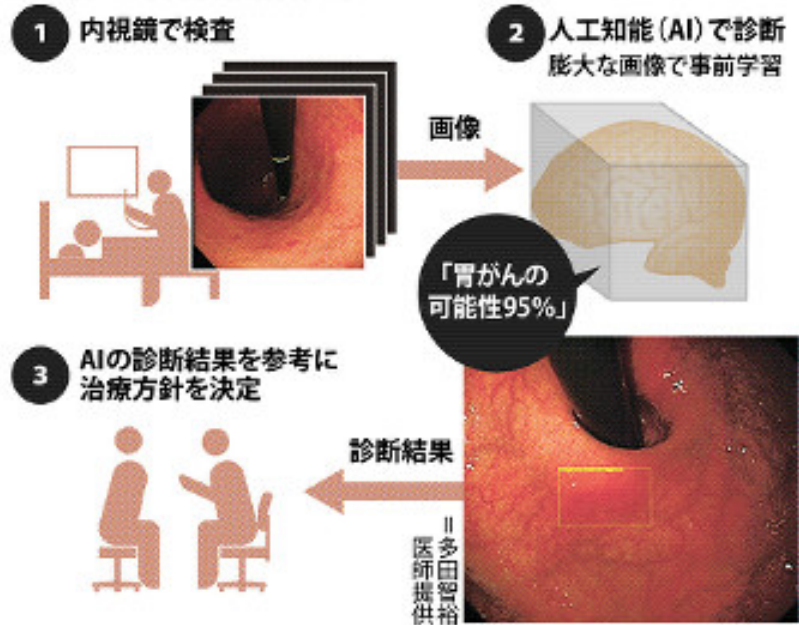 1 内視鏡で検査
2 人工知能(AI)で診断
膨大な画像で事前学習
画像
「胃がんの
可能性95%」
3 AIの診断結果を参考に
治療方針を決定
診断結果
=多田智裕
医師提供